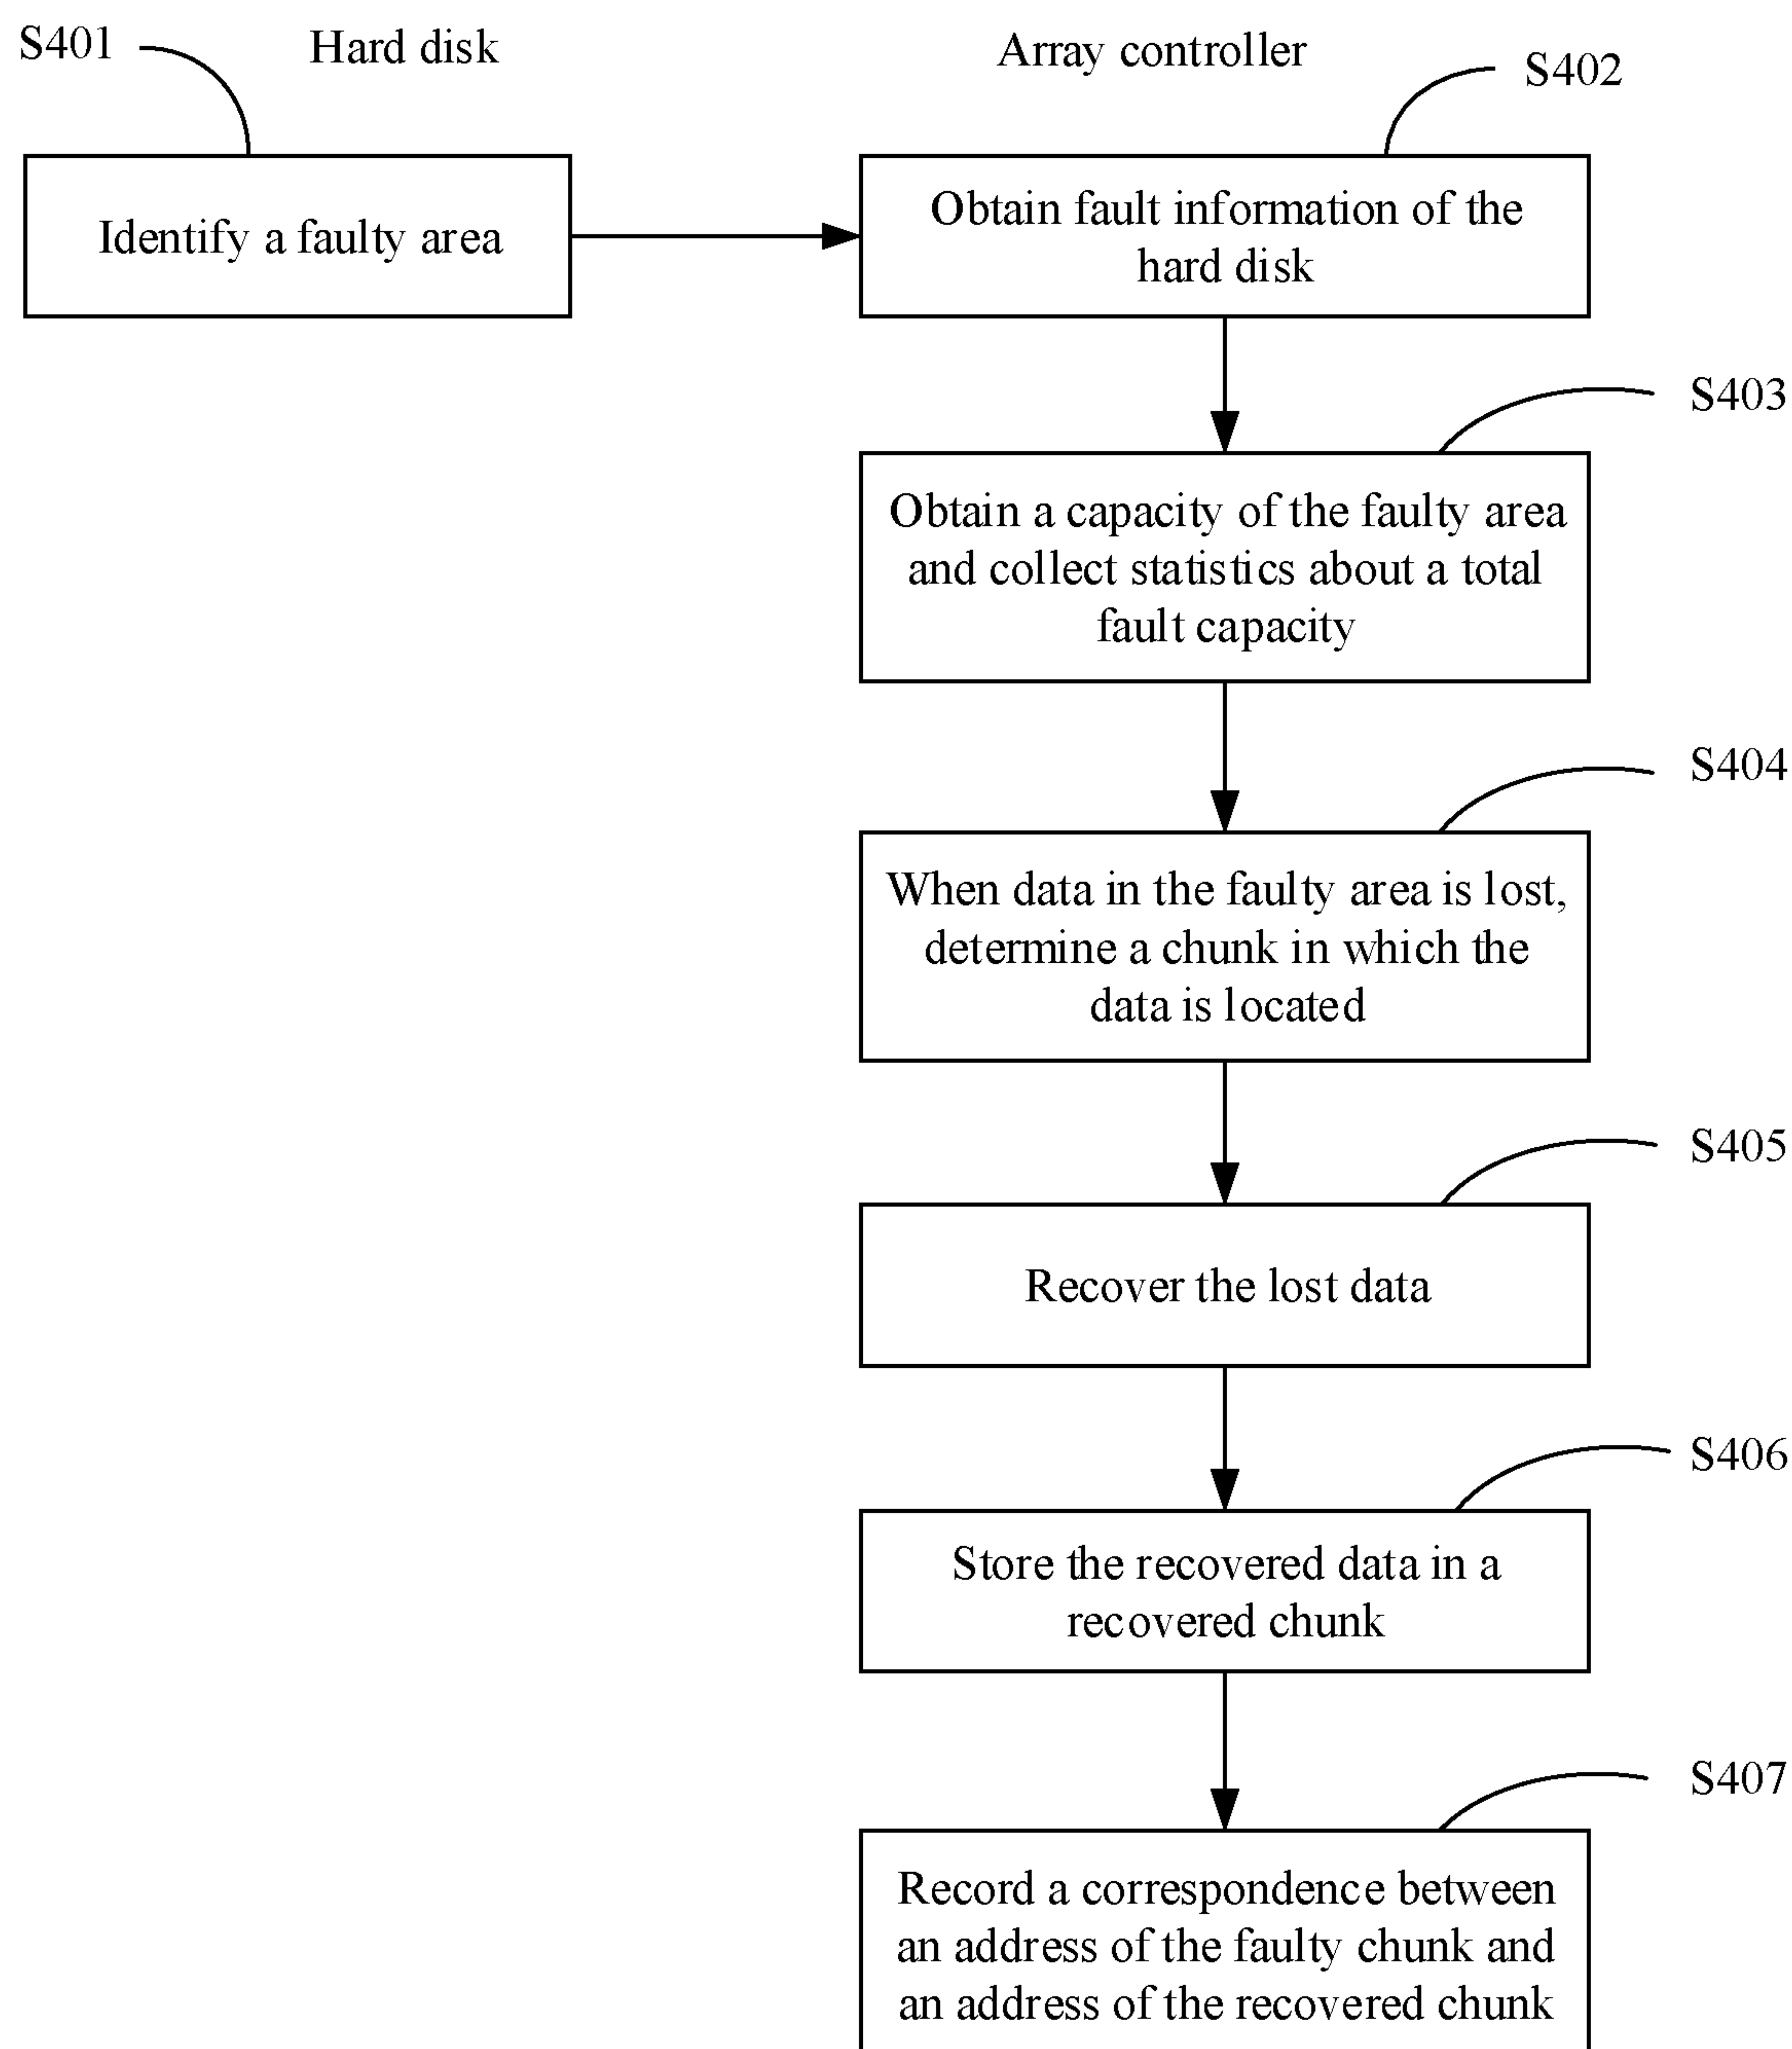 S401
Hard disk
Array controller
S402
Identify a faulty area
Obtain fault information of the
hard disk
S403
Obtain a capacity of the faulty area
and collect statistics about a total
fault capacity
S404
When data in the faulty area is lost,
determine a chunk in which the
data is located
S405
Recover the lost data
S406
Store the recovered data in a
recovered chunk
S407
Record a correspondence between
an address of the faulty chunk and
an address of the recovered chunk